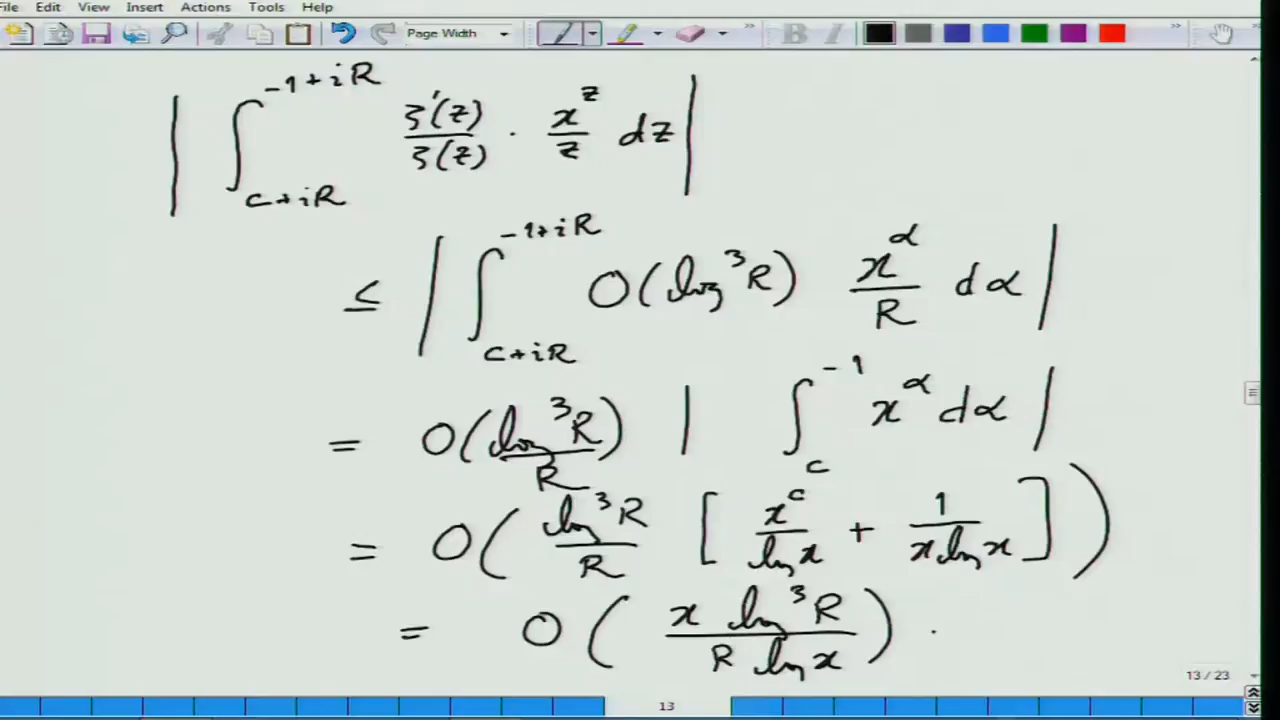 File Edit View Insert Actions Tools Help
Page Width
| ∫_{c+iR}^{-1+iR} ζ'(z)/ζ(z) · x^z/z dz |
≤ | ∫_{c+iR}^{-1+iR} O(log³R) x^α/R dα |
= O(log³R/R) | ∫_c^{-1} x^α dα |
= O( log³R/R [ x^c/log x + 1/(x log x) ] )
= O( x log³R / R log x ) .
13 / 23
13